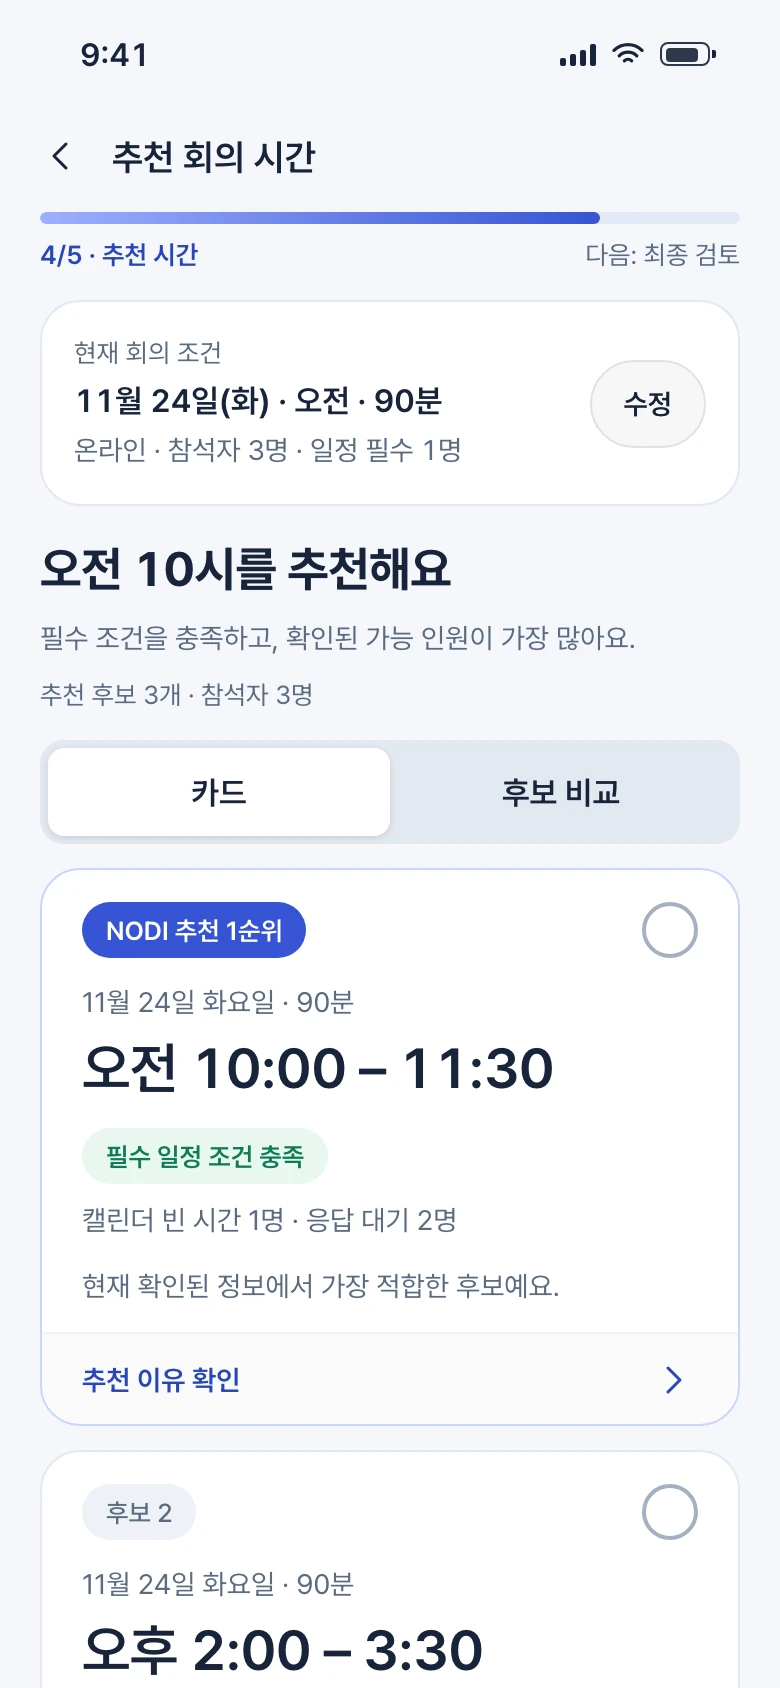 9:41
추천 회의 시간
4/5 · 추천 시간
다음: 최종 검토
현재 회의 조건
11월 24일(화) · 오전 · 90분
온라인 · 참석자 3명 · 일정 필수 1명
수정
오전 10시를 추천해요
필수 조건을 충족하고, 확인된 가능 인원이 가장 많아요.
추천 후보 3개 · 참석자 3명
카드
후보 비교
NODI 추천 1순위
11월 24일 화요일 · 90분
오전 10:00 – 11:30
필수 일정 조건 충족
캘린더 빈 시간 1명 · 응답 대기 2명
현재 확인된 정보에서 가장 적합한 후보예요.
추천 이유 확인
후보 2
11월 24일 화요일 · 90분
오후 2:00 – 3:30